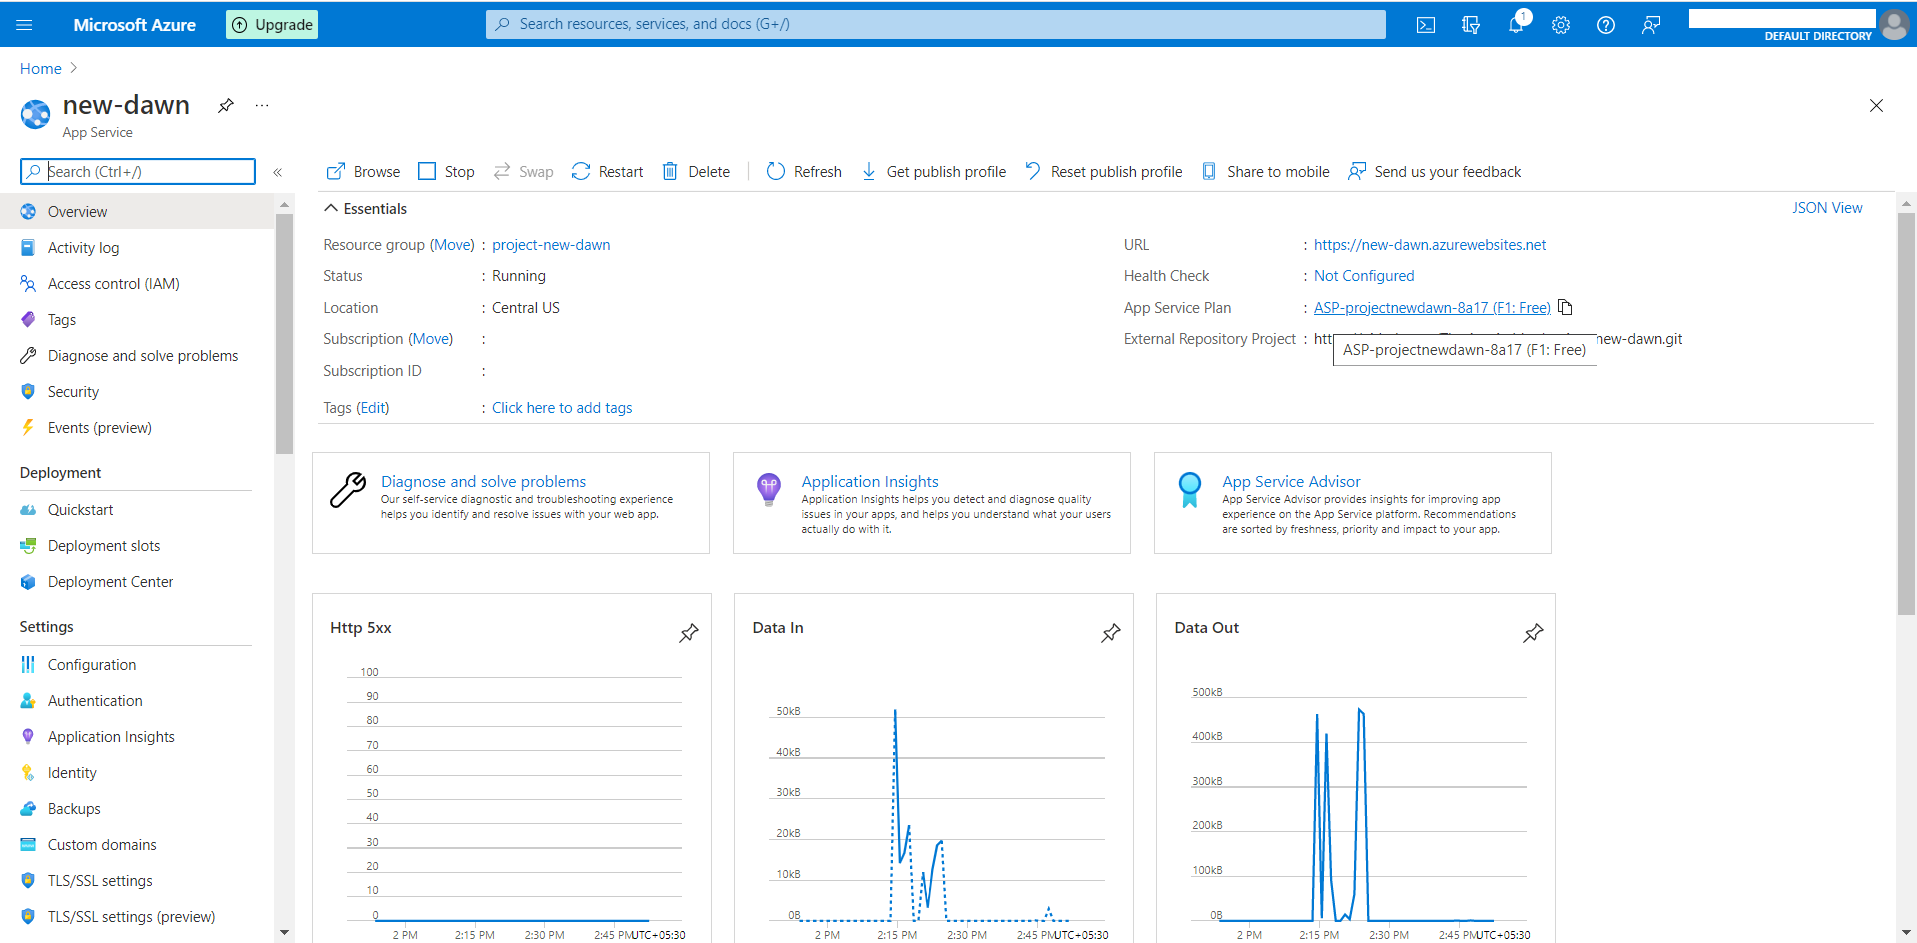 Microsoft Azure
Upgrade
Search resources, services, and docs (G+/)
1
DEFAULT DIRECTORY
Home
new-dawn
...
App Service
Search (Ctrl+/)
«
Browse
Stop
Swap
Restart
Delete
Refresh
Get publish profile
Reset publish profile
Share to mobile
Send us your feedback
Overview
Activity log
Access control (IAM)
Tags
Diagnose and solve problems
Security
Events (preview)
Deployment
Quickstart
Deployment slots
Deployment Center
Settings
Configuration
Authentication
Application Insights
Identity
Backups
Custom domains
TLS/SSL settings
TLS/SSL settings (preview)
Essentials
JSON View
Resource group (Move) : project-new-dawn
Status : Running
Location : Central US
Subscription (Move) :
Subscription ID :
Tags (Edit) : Click here to add tags
URL : https://new-dawn.azurewebsites.net
Health Check : Not Configured
App Service Plan : ASP-projectnewdawn-8a17 (F1: Free)
External Repository Project : new-dawn.git
ASP-projectnewdawn-8a17 (F1: Free)
Diagnose and solve problems
Our self-service diagnostic and troubleshooting experience
helps you identify and resolve issues with your web app.
Application Insights
Application Insights helps you detect and diagnose quality
issues in your apps, and helps you understand what your users
actually do with it.
App Service Advisor
App Service Advisor provides insights for improving app
experience on the App Service platform. Recommendations
are sorted by freshness, priority and impact to your app.
Http 5xx
100
90
80
70
60
50
40
30
20
10
0
2 PM 2:15 PM 2:30 PM 2:45 PM UTC+05:30
Data In
50kB
40kB
30kB
20kB
10kB
0B
2 PM 2:15 PM 2:30 PM 2:45 PM UTC+05:30
Data Out
500kB
400kB
300kB
200kB
100kB
0B
2 PM 2:15 PM 2:30 PM 2:45 PM UTC+05:30